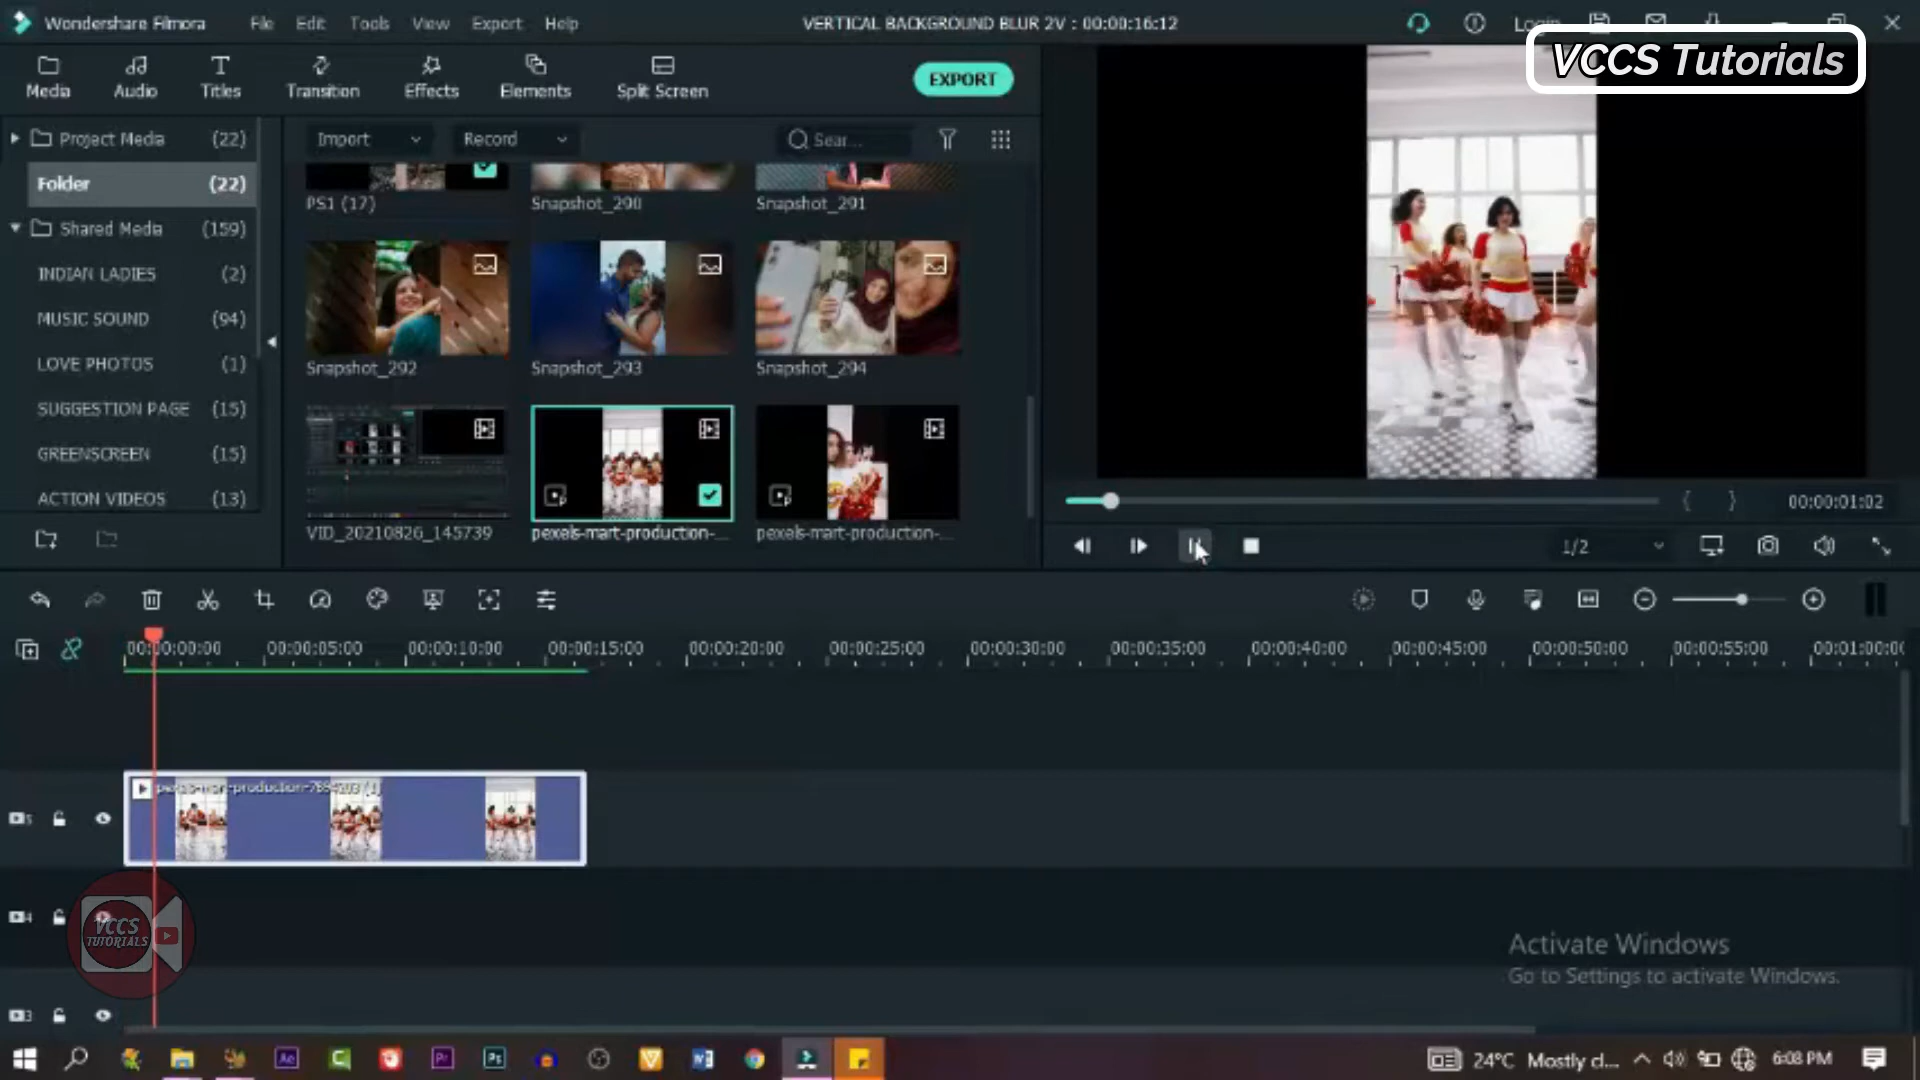 Wondershare Filmora File Edit Tools View Export Help VERTICAL BACKGROUND BLUR 2V : 00:00:16:12 Login
VCCS Tutorials
Media Audio Titles Transition Effects Elements Split Screen EXPORT
Project Media (22)
Import Record Sear...
Folder (22)
PS1 (17) Snapshot_290 Snapshot_291
Shared Media (159)
INDIAN LADIES (2)
MUSIC SOUND (94)
LOVE PHOTOS (1)
Snapshot_292 Snapshot_293 Snapshot_294
SUGGESTION PAGE (15)
GREENSCREEN (15)
ACTION VIDEOS (13)
00:00:01:02
VID_20210826_145739 pexels-mart-production-... pexels-mart-production-...
1/2
00:00:00:00 00:00:05:00 00:00:10:00 00:00:15:00 00:00:20:00 00:00:25:00 00:00:30:00 00:00:35:00 00:00:40:00 00:00:45:00 00:00:50:00 00:00:55:00 00:01:00:00
5
4
VCCS
TUTORIALS
Activate Windows
Go to Settings to activate Windows.
3
Ae Pr Ps 24°C Mostly cl... 6:08 PM